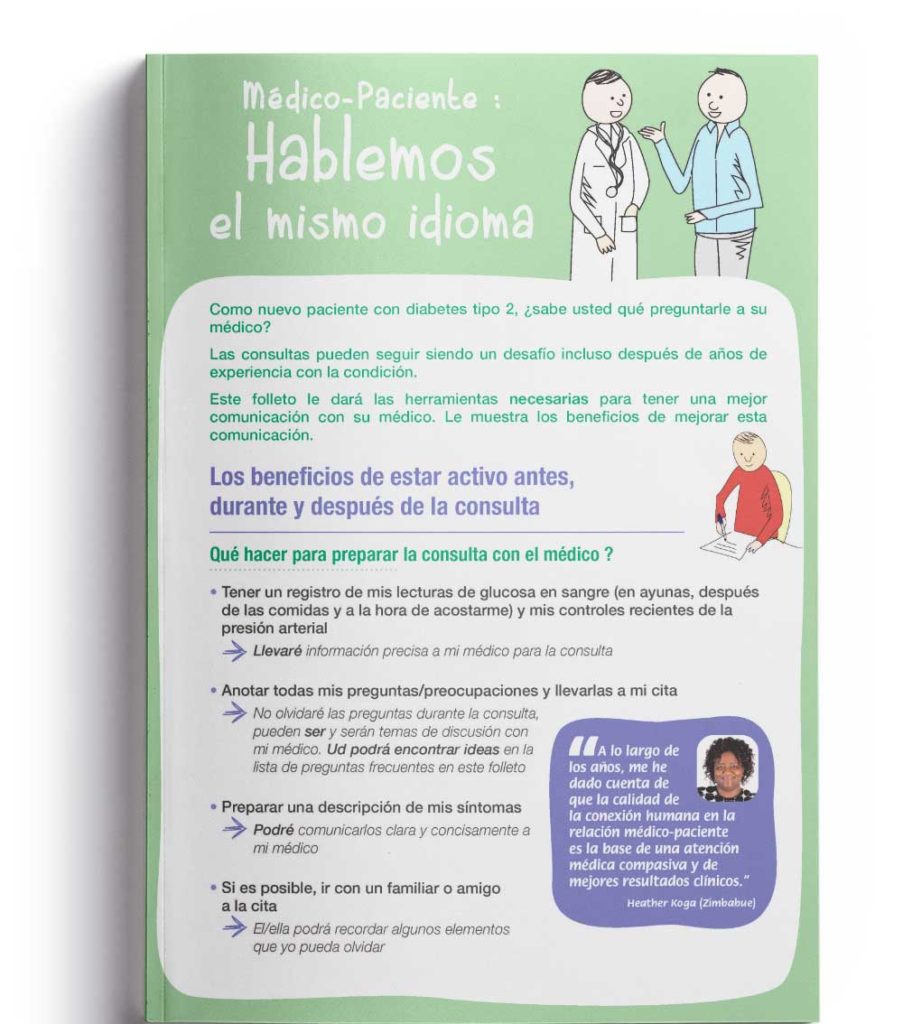 Médico-Paciente :
Hablemos
el mismo idioma
Como nuevo paciente con diabetes tipo 2, ¿sabe usted qué preguntarle a su
médico?
Las consultas pueden seguir siendo un desafío incluso después de años de
experiencia con la condición.
Este folleto le dará las herramientas necesarias para tener una mejor
comunicación con su médico. Le muestra los beneficios de mejorar esta
comunicación.
Los beneficios de estar activo antes,
durante y después de la consulta
Qué hacer para preparar la consulta con el médico ?
• Tener un registro de mis lecturas de glucosa en sangre (en ayunas, después
de las comidas y a la hora de acostarme) y mis controles recientes de la
presión arterial
Llevaré información precisa a mi médico para la consulta
• Anotar todas mis preguntas/preocupaciones y llevarlas a mi cita
No olvidaré las preguntas durante la consulta,
pueden ser y serán temas de discusión con
mi médico. Ud podrá encontrar ideas en la
lista de preguntas frecuentes en este folleto
• Preparar una descripción de mis síntomas
Podré comunicarlos clara y concisamente a
mi médico
• Si es posible, ir con un familiar o amigo
a la cita
El/ella podrá recordar algunos elementos
que yo pueda olvidar
“A lo largo de
los años, me he
dado cuenta de
que la calidad de
la conexión humana en la
relación médico-paciente
es la base de una atención
médica compasiva y de
mejores resultados clínicos.”
Heather Koga (Zimbabue)